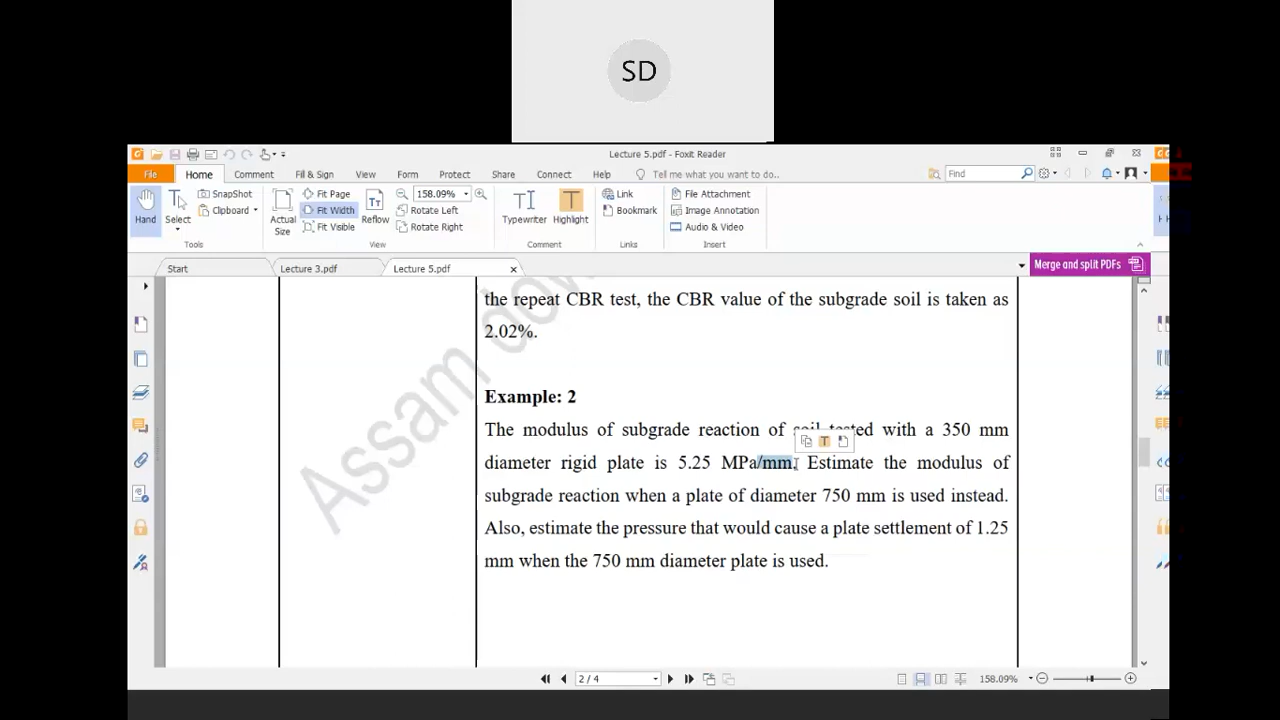 SD
Lecture 5.pdf - Foxit Reader
File Home Comment View Fill & Sign Form Protect Share Connect Help Tell me what you want to do.. Find
SnapShot
Clipboard
Hand Select
Tools
Actual Size
Fit Page
Fit Width
Fit Visible
Reflow
158.09%
Rotate Left
Rotate Right
View
Typewriter Highlight
Comment
Link
Bookmark
Links
File Attachment
Image Annotation
Audio & Video
Insert
Start Lecture 3.pdf Lecture 5.pdf Merge and split PDFs
Assam dow
the repeat CBR test, the CBR value of the subgrade soil is taken as
2.02%.
Example: 2
The modulus of subgrade reaction of soil tested with a 350 mm
diameter rigid plate is 5.25 MPa/mm. Estimate the modulus of
subgrade reaction when a plate of diameter 750 mm is used instead.
Also, estimate the pressure that would cause a plate settlement of 1.25
mm when the 750 mm diameter plate is used.
2 / 4 158.09%